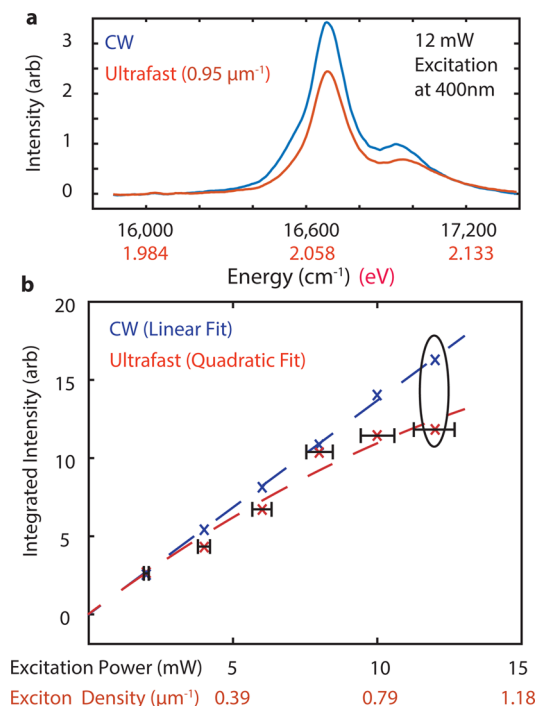 a
CW
Ultrafast (0.95 µm⁻¹)
12 mW
Excitation
at 400nm
Intensity (arb)
3
2
1
0
16,000 16,600 17,200
1.984 2.058 2.133
Energy (cm⁻¹) (eV)
b
CW (Linear Fit)
Ultrafast (Quadratic Fit)
Integrated Intensity (arb)
20
15
10
5
0
Excitation Power (mW) 5 10 15
Exciton Density (µm⁻¹) 0.39 0.79 1.18